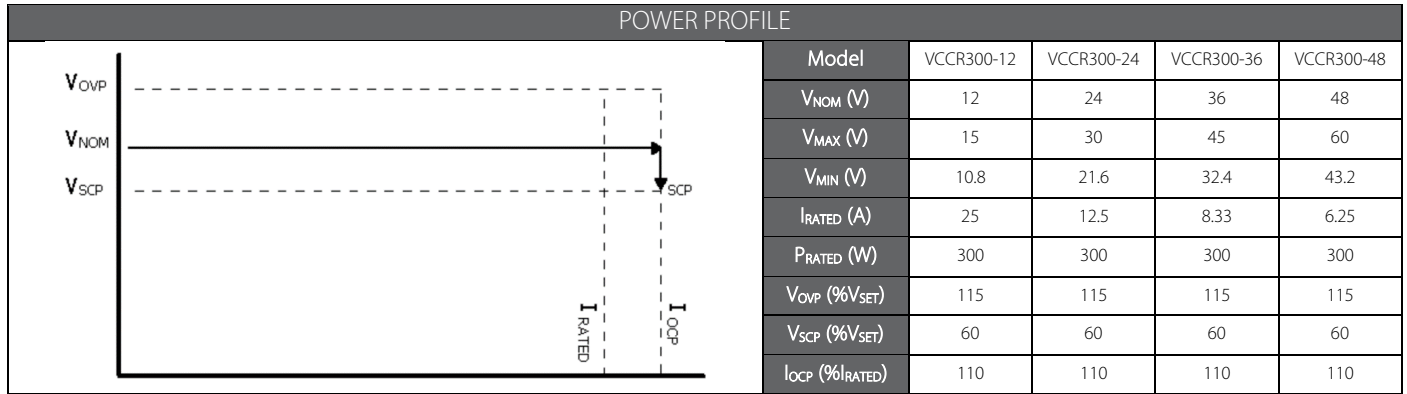 POWER PROFILE
VOVP
VNOM
VSCP
SCP
IRATED
IOCP
Model VCCR300-12 VCCR300-24 VCCR300-36 VCCR300-48
VNOM (V) 12 24 36 48
VMAX (V) 15 30 45 60
VMIN (V) 10.8 21.6 32.4 43.2
IRATED (A) 25 12.5 8.33 6.25
PRATED (W) 300 300 300 300
VOVP (%VSET) 115 115 115 115
VSCP (%VSET) 60 60 60 60
IOCP (%IRATED) 110 110 110 110